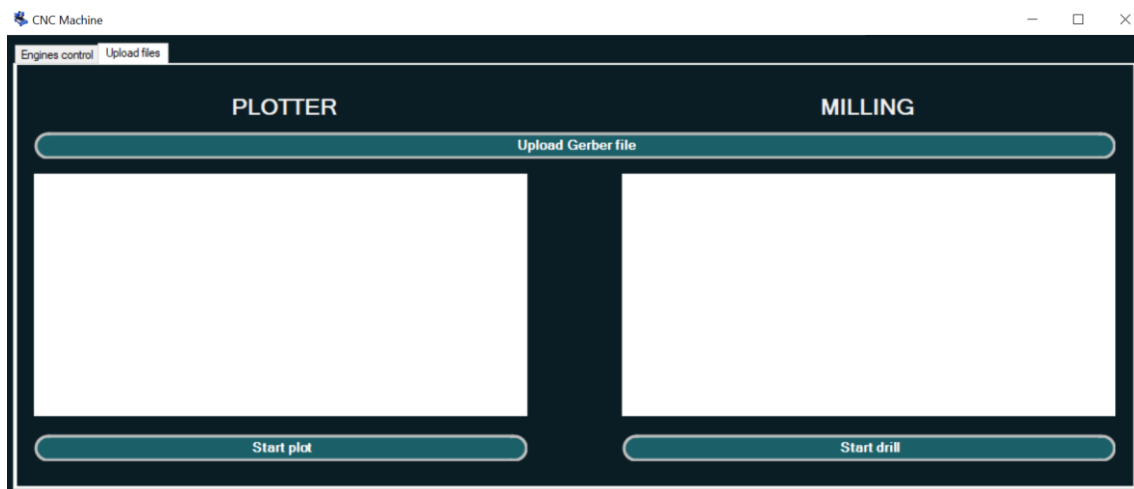 CNC Machine
Engines control Upload files
PLOTTER MILLING
Upload Gerber file
Start plot Start drill